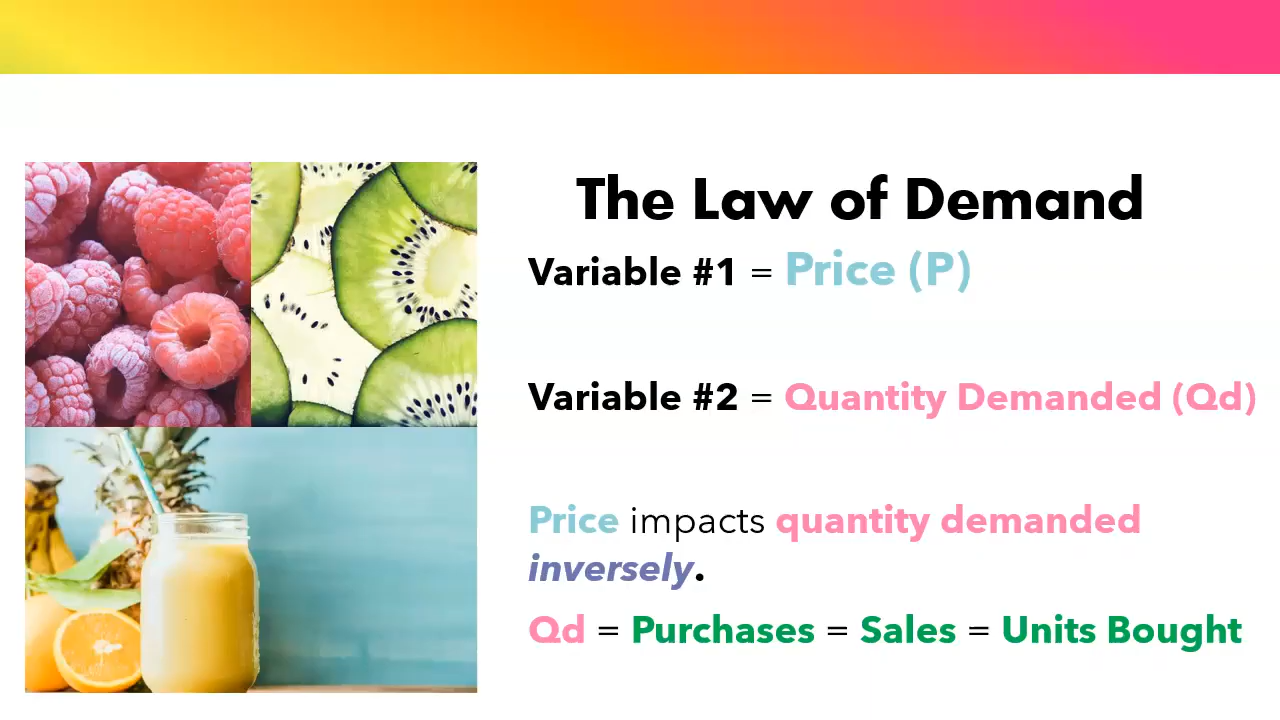 The Law of Demand
Variable #1 = Price (P)
Variable #2 = Quantity Demanded (Qd)
Price impacts quantity demanded
inversely.
Qd = Purchases = Sales = Units Bought